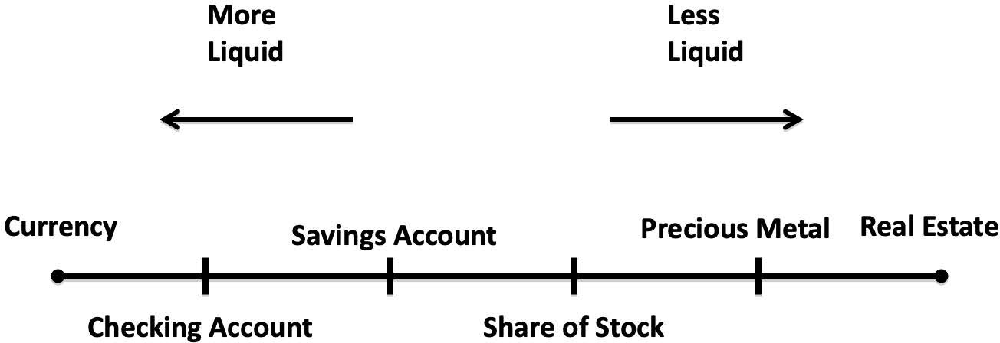 More
Liquid
Less
Liquid
Currency
Savings Account
Precious Metal
Real Estate
Checking Account
Share of Stock